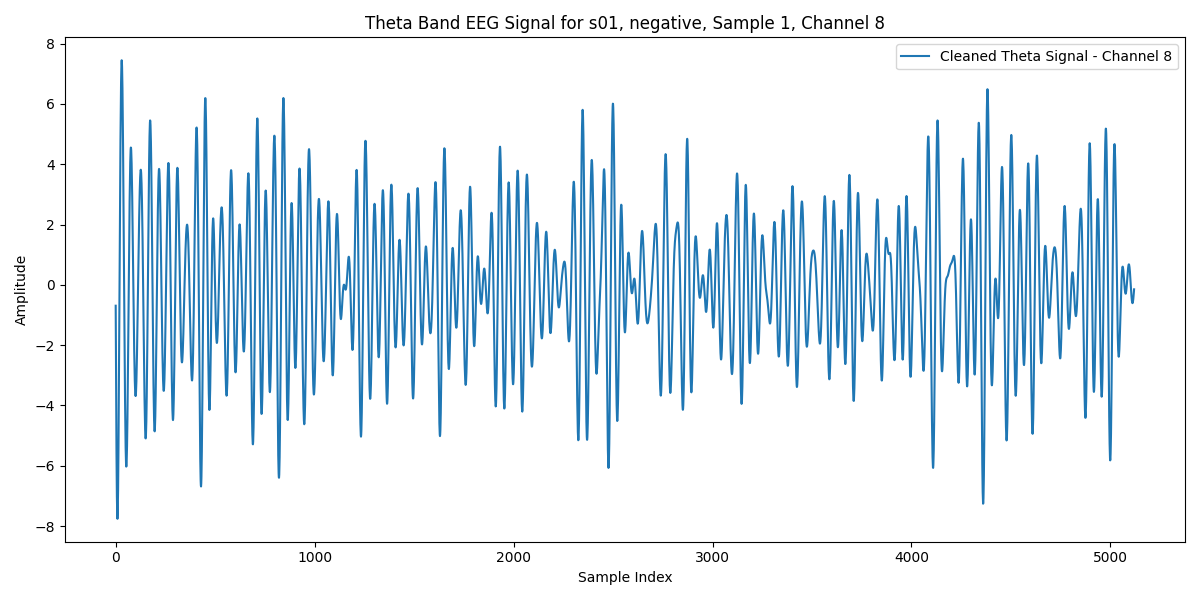 Theta Band EEG Signal for s01, negative, Sample 1, Channel 8
Cleaned Theta Signal - Channel 8
Amplitude
8
6
4
2
0
−2
−4
−6
−8
0 1000 2000 3000 4000 5000
Sample Index